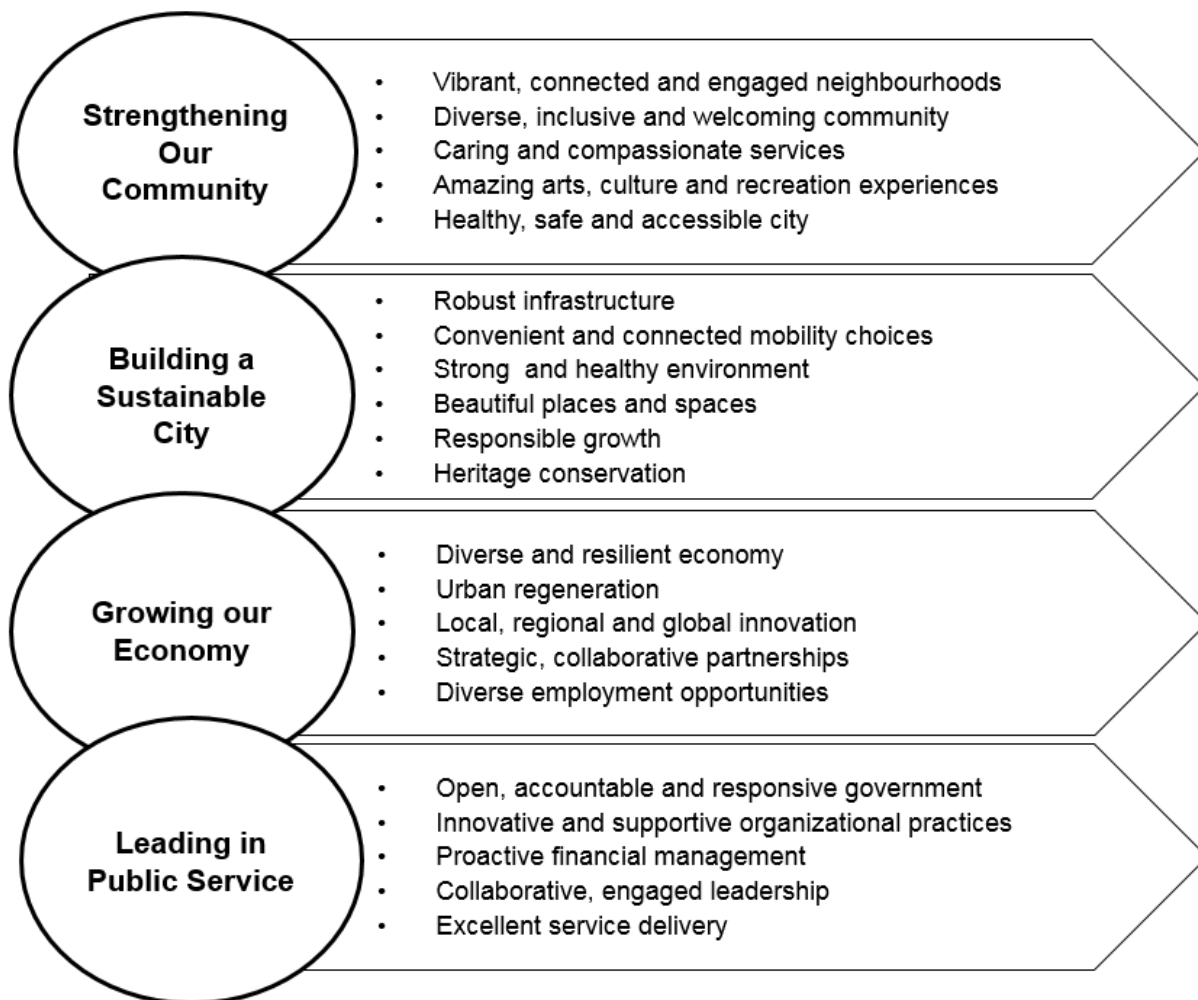 Strengthening
Our
Community
• Vibrant, connected and engaged neighbourhoods
• Diverse, inclusive and welcoming community
• Caring and compassionate services
• Amazing arts, culture and recreation experiences
• Healthy, safe and accessible city
Building a
Sustainable
City
• Robust infrastructure
• Convenient and connected mobility choices
• Strong  and healthy environment
• Beautiful places and spaces
• Responsible growth
• Heritage conservation
Growing our
Economy
• Diverse and resilient economy
• Urban regeneration
• Local, regional and global innovation
• Strategic, collaborative partnerships
• Diverse employment opportunities
Leading in
Public Service
• Open, accountable and responsive government
• Innovative and supportive organizational practices
• Proactive financial management
• Collaborative, engaged leadership
• Excellent service delivery